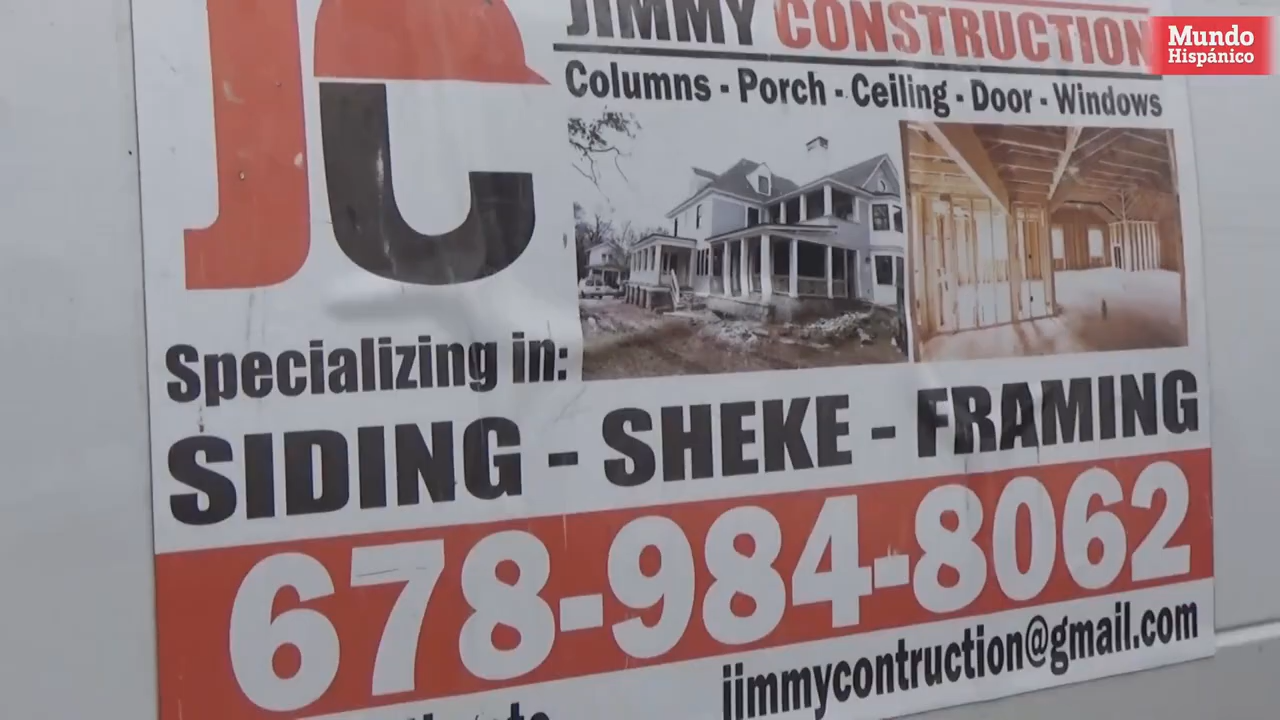 JC
JIMMY CONSTRUCTION
Mundo
Hispánico
Columns - Porch - Ceiling - Door - Windows
Specializing in:
SIDING - SHEKE - FRAMING
678-984-8062
jimmycontruction@gmail.com